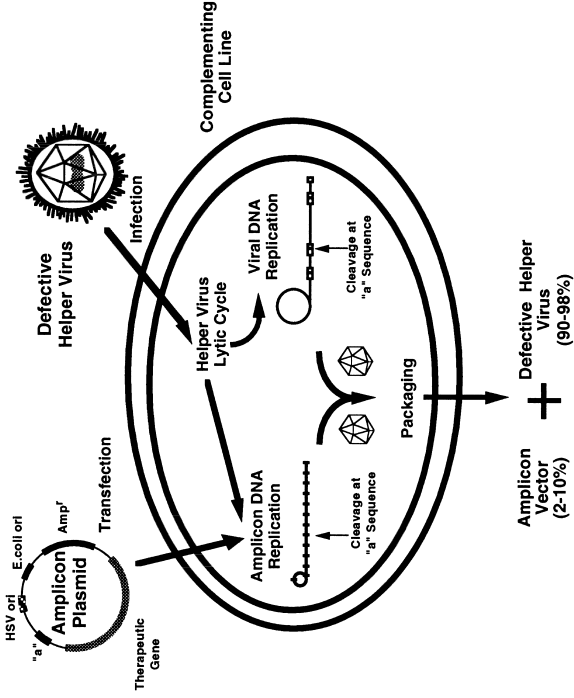 HSV ori
E.coli ori
Amp^r
"a"
Amplicon
Plasmid
Therapeutic
Gene
Transfection
Defective
Helper Virus
Infection
Complementing
Cell Line
Helper Virus
Lytic Cycle
Amplicon DNA
Replication
Viral DNA
Replication
Cleavage at
"a" Sequence
Cleavage at
"a" Sequence
Packaging
Amplicon
Vector
(2-10%)
+
Defective Helper
Virus
(90-98%)